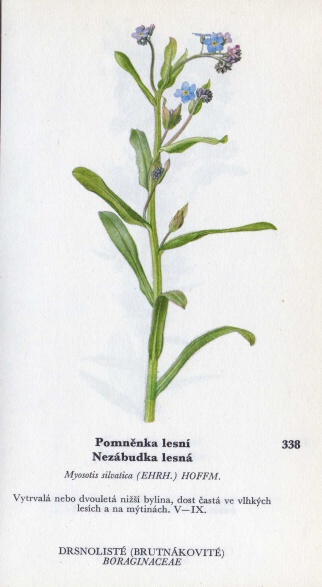 Pomněnka lesní
338
Nezábudka lesná
Myosotis silvatica (EHRH.) HOFFM.
Vytrvalá nebo dvouletá nižší bylina, dost častá ve vlhkých
lesích a na mýtinách. V—IX.
DRSNOLISTÉ (BRUTNÁKOVITÉ)
BORAGINACEAE